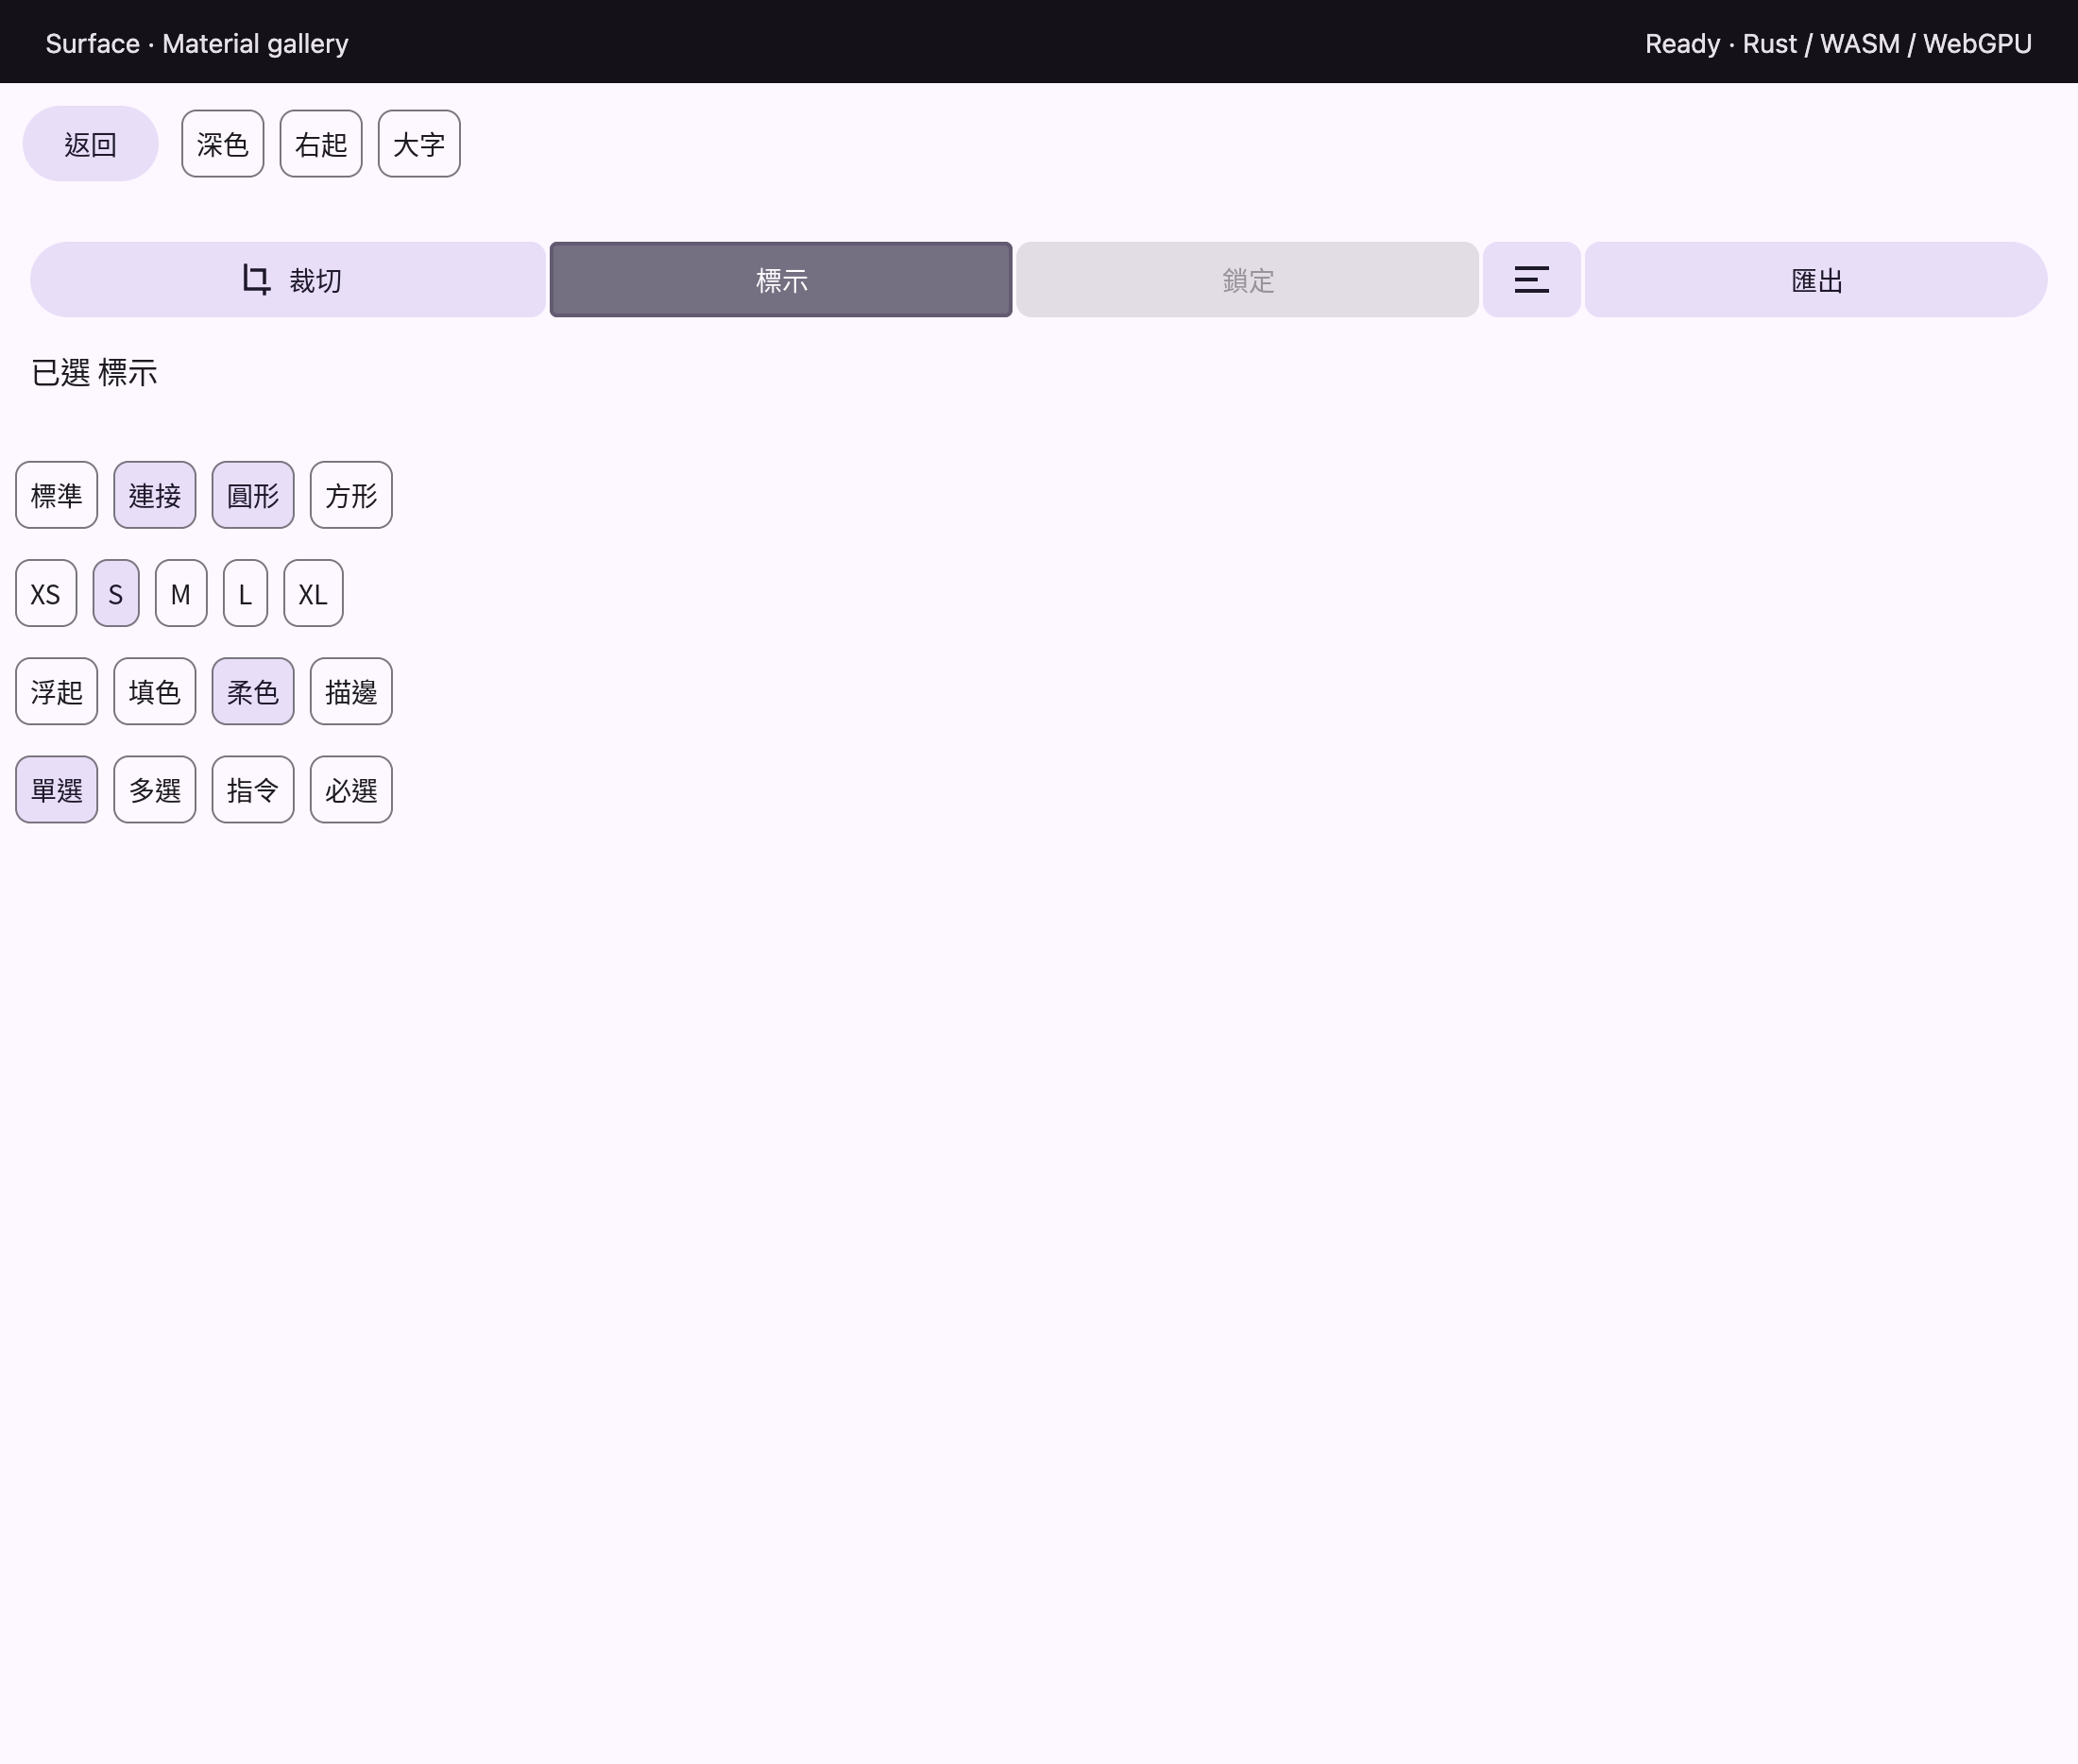 Surface · Material gallery Ready · Rust / WASM / WebGPU
返回 深色 右起 大字
裁切 標示 鎖定 匯出
已選 標示
標準 連接 圓形 方形
XS S M L XL
浮起 填色 柔色 描邊
單選 多選 指令 必選